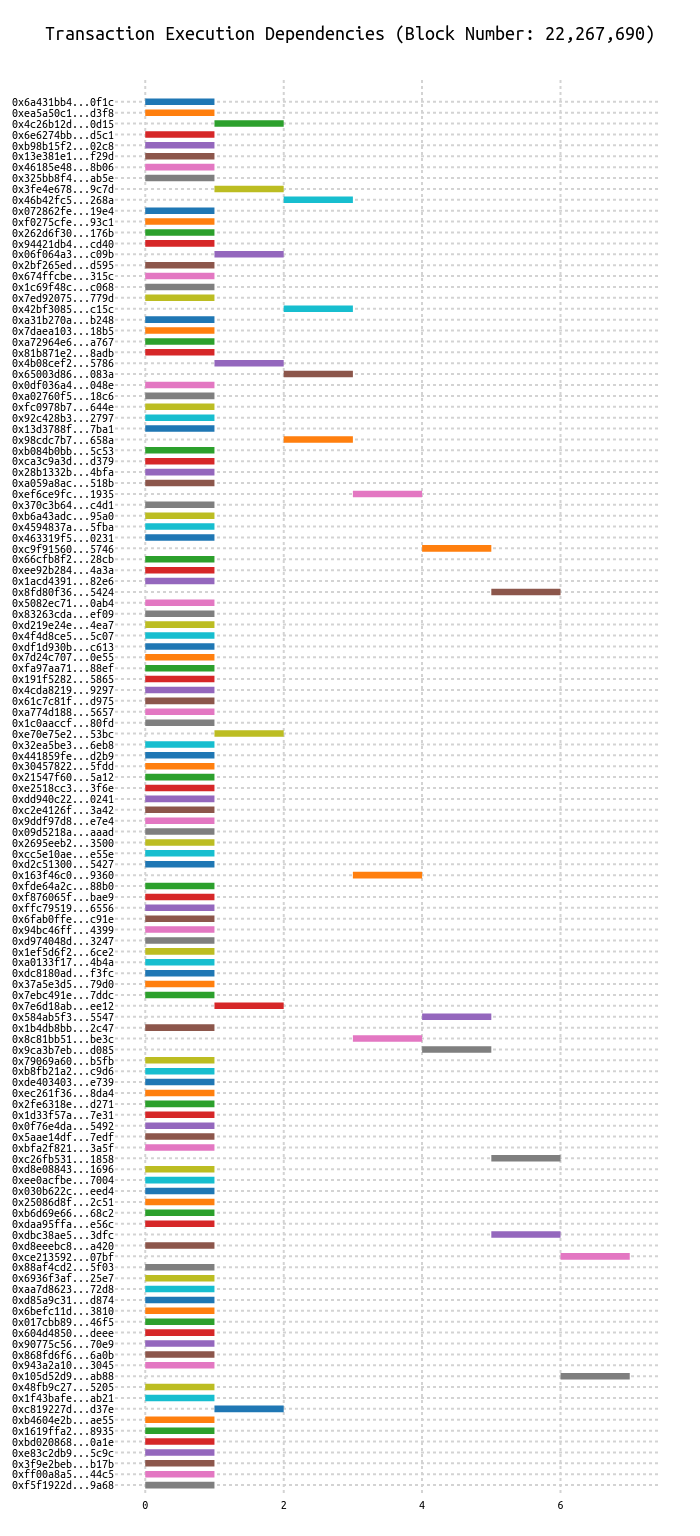 Transaction Execution Dependencies (Block Number: 22,267,690)
0x6a431bb4...0f1c
0xea5a50c1...d3f8
0x4c26b12d...0d15
0x6e6274bb...d5c1
0xb98b15f2...02c8
0x13e381e1...f29d
0x46185e48...8b06
0x325bb8f4...ab5e
0x3fe4e678...9c7d
0x46b42fc5...268a
0x072862fe...19e4
0xf0275cfe...93c1
0x262d6f30...176b
0x94421db4...cd40
0x06f064a3...c09b
0x2bf265ed...d595
0x674ffcbe...315c
0x1c69f48c...c068
0x7ed92075...779d
0x42bf3085...c15c
0xa31b270a...b248
0x7daea103...18b5
0xa72964e6...a767
0x81b871e2...8adb
0x4b08cef2...5786
0x65003d86...083a
0x0df036a4...048e
0xa02760f5...18c6
0xfc0978b7...644e
0x92c428b3...2797
0x13d3788f...7ba1
0x98cdc7b7...658a
0xb084b0bb...5c53
0xca3c9a3d...d379
0x28b1332b...4bfa
0xa059a8ac...518b
0xef6ce9fc...1935
0x370c3b64...c4d1
0xb6a43adc...95a0
0x4594837a...5fba
0x463319f5...0231
0xc9f91560...5746
0x66cfb8f2...28cb
0xee92b284...4a3a
0x1acd4391...82e6
0x8fd80f36...5424
0x5082ec71...0ab4
0x83263cda...ef09
0xd219e24e...4ea7
0x4f4d8ce5...5c07
0xdf1d930b...c613
0x7d24c707...0e55
0xfa97aa71...88ef
0x191f5282...5865
0x4cda8219...9297
0x61c7c81f...d975
0xa774d188...5657
0x1c0aaccf...80fd
0xe70e75e2...53bc
0x32ea5be3...6eb8
0x441859fe...d2b9
0x30457822...5fdd
0x21547f60...5a12
0xe2518cc3...3f6e
0xdd940c22...0241
0xc2e4126f...3a42
0x9ddf97d8...e7e4
0x09d5218a...aaad
0x2695eeb2...3500
0xcc5e10ae...e55e
0xd2c51300...5427
0x163f46c0...9360
0xfde64a2c...88b0
0xf876065f...bae9
0xffc79519...6556
0x6fab0ffe...c91e
0x94bc46ff...4399
0xd974048d...3247
0x1ef5d6f2...6ce2
0xa0133f17...4b4a
0xdc8180ad...f3fc
0x37a5e3d5...79d0
0x7ebc491e...7ddc
0x7e6d18ab...ee12
0x584ab5f3...5547
0x1b4db8bb...2c47
0x8c81bb51...be3c
0x9ca3b7eb...d085
0x79069a60...b5fb
0xb8fb21a2...c9d6
0xde403403...e739
0xec261f36...8da4
0x2fe6318e...d271
0x1d33f57a...7e31
0x0f76e4da...5492
0x5aae14df...7edf
0xbfa2f821...3a5f
0xc26fb531...1858
0xd8e08843...1696
0xee0acfbe...7004
0x030b622c...eed4
0x25086d8f...2c51
0xb6d69e66...68c2
0xdaa95ffa...e56c
0xdbc38ae5...3dfc
0xd8eeebc8...a420
0xce213592...07bf
0x88af4cd2...5f03
0x6936f3af...25e7
0xaa7d8623...72d8
0xd85a9c31...d874
0x6befc11d...3810
0x017cbb89...46f5
0x604d4850...deee
0x90775c56...70e9
0x868fd6f6...6a0b
0x943a2a10...3045
0x105d52d9...ab88
0x48fb9c27...5205
0x1f43bafe...ab21
0xc819227d...d37e
0xb4604e2b...ae55
0x1619ffa2...8935
0xbd020868...0a1e
0xe83c2db9...5c9c
0x3f9e2beb...b17b
0xff00a8a5...44c5
0xf5f1922d...9a68
0 2 4 6